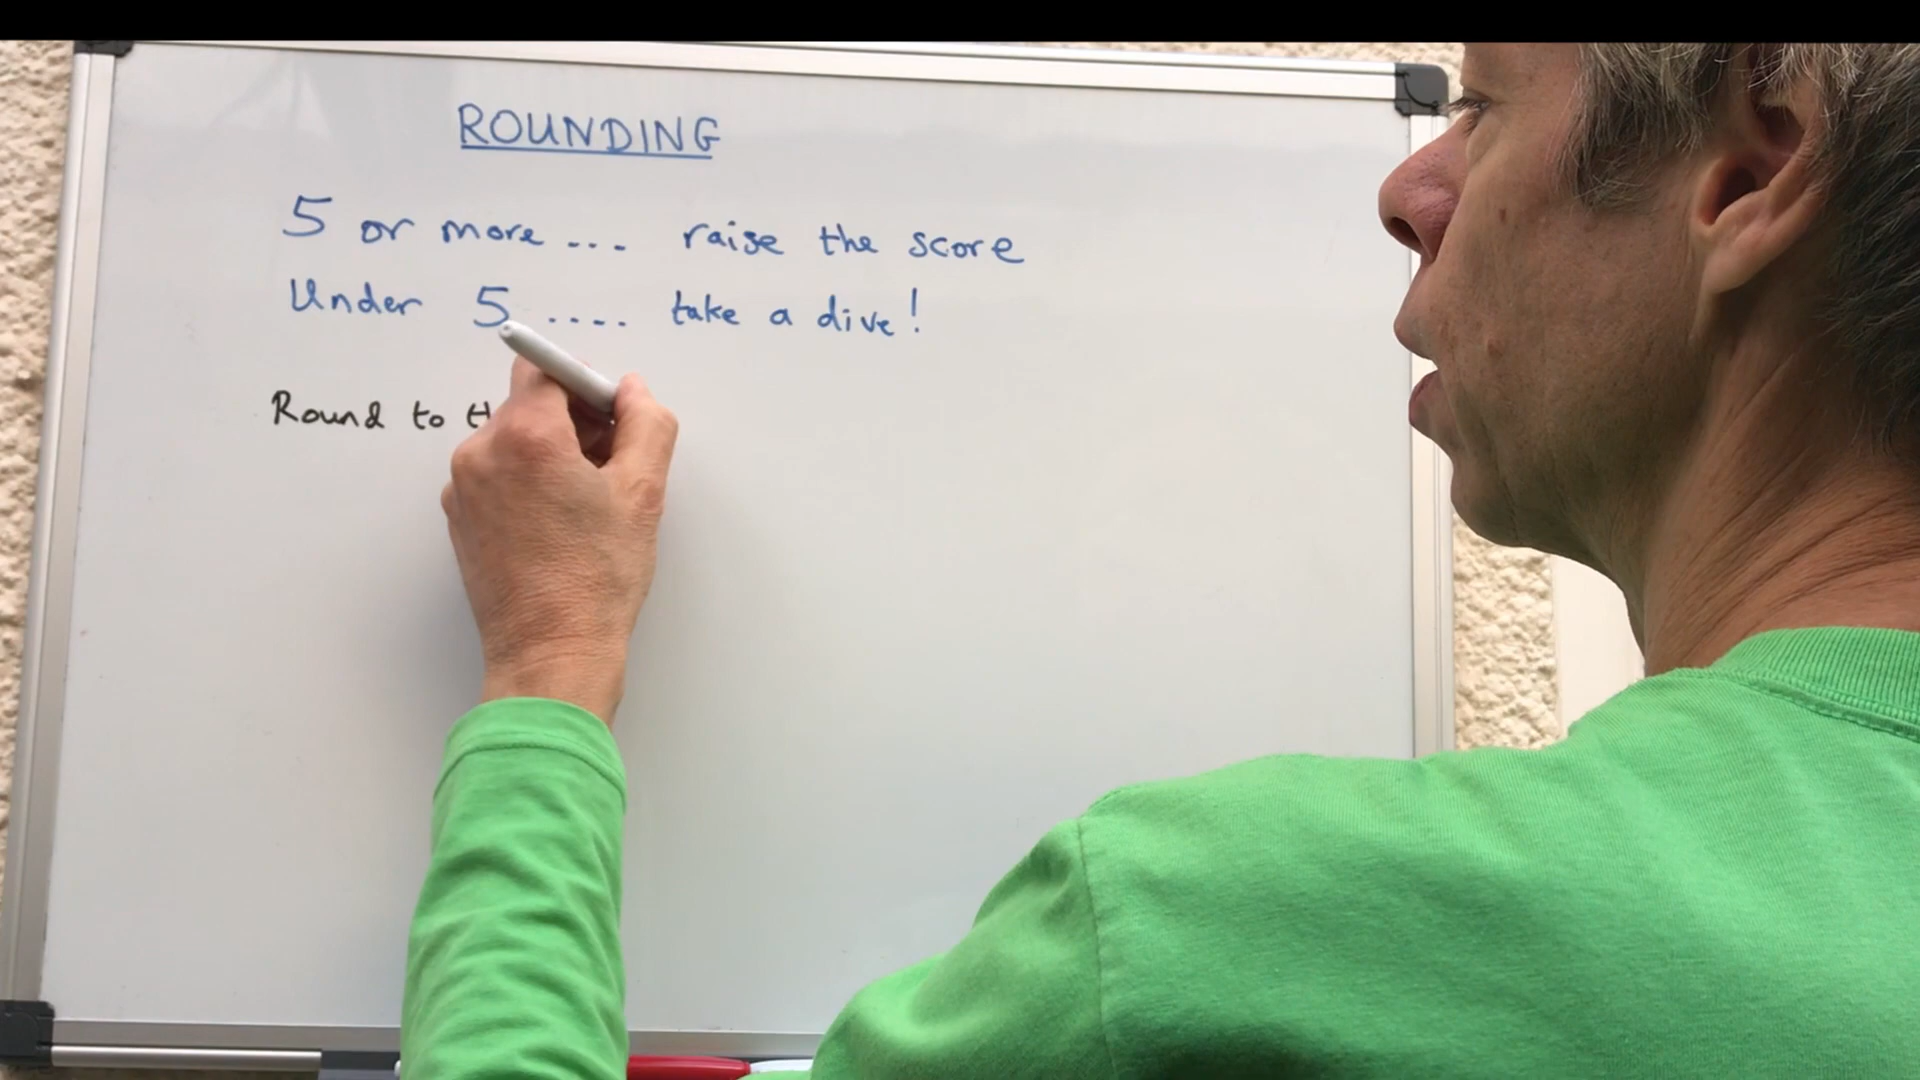 ROUNDING
5 or more ... raise the score
Under 5 .... take a dive!
Round to